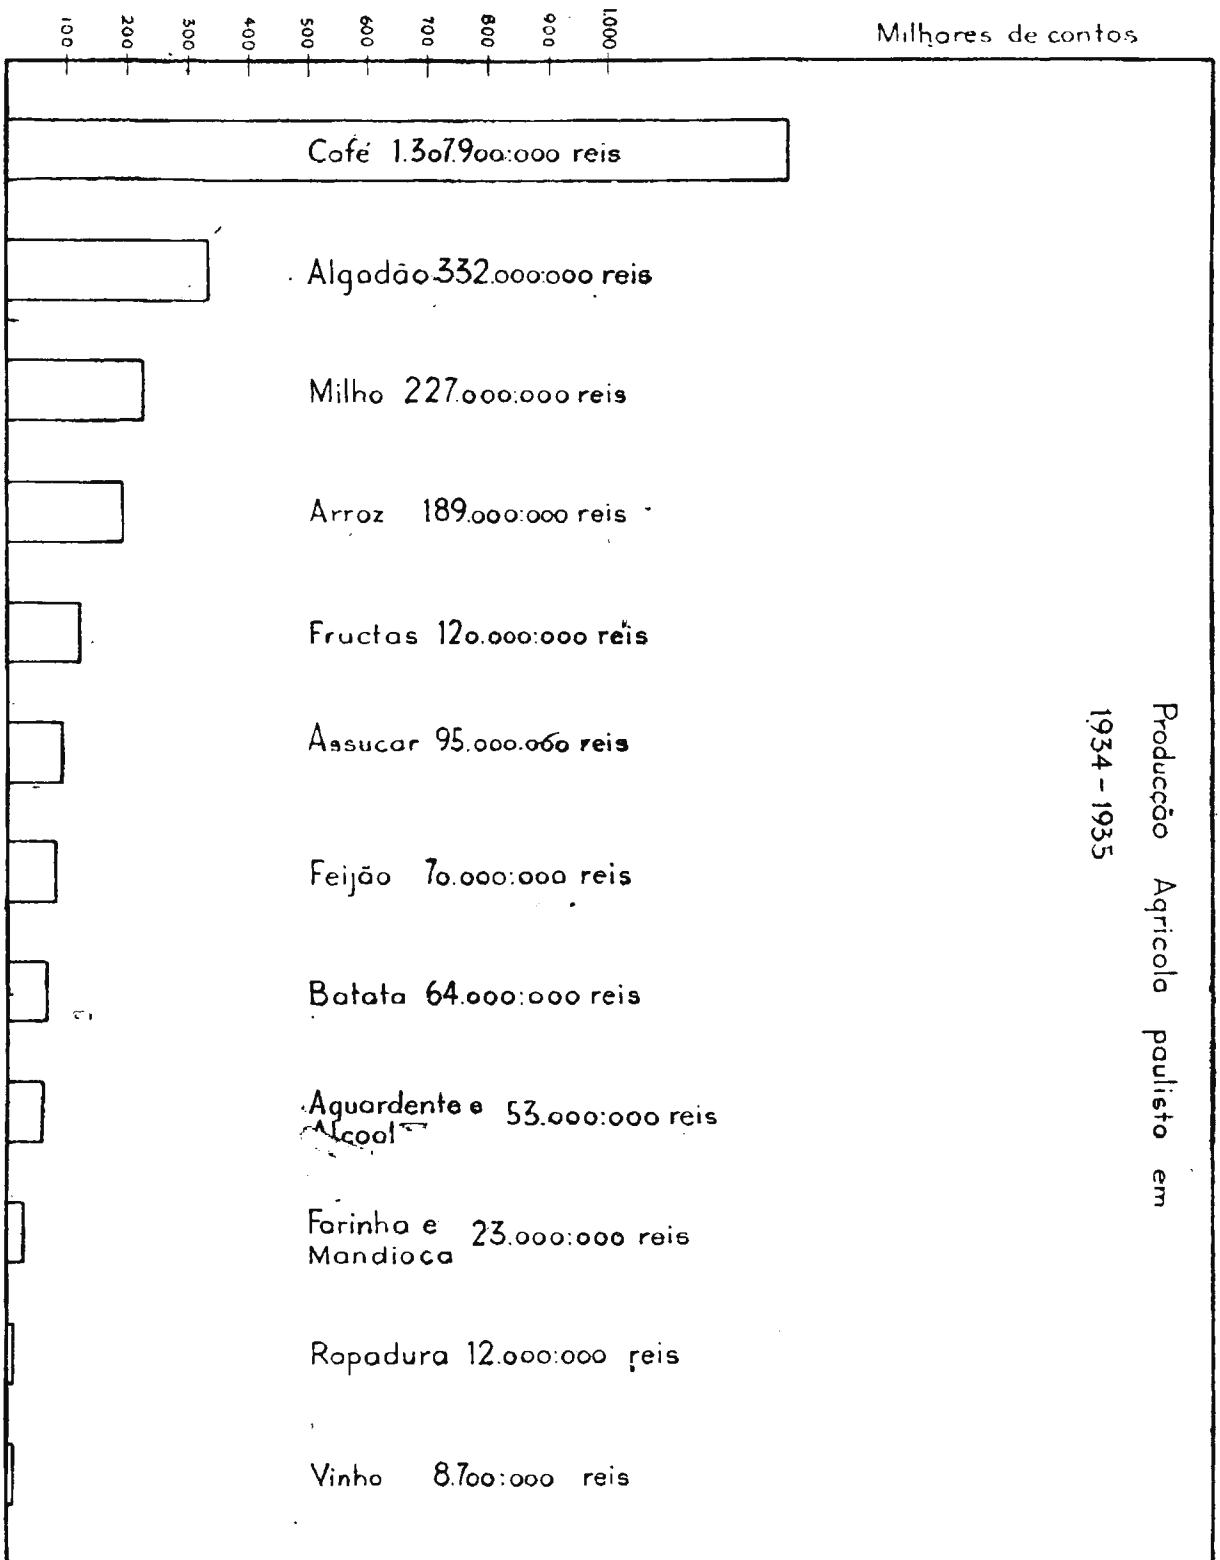 100
200
300
400
500
600
700
800
900
1.000
Milhares de contos
Café 1.307.900:000 reis
Algodão 332.000:000 reis
Milho 227.000:000 reis
Arroz 189.000:000 reis
Fructas 120.000:000 reis
Assucar 95.000.000 reis
Feijão 70.000:000 reis
Batata 64.000:000 reis
Aguardente e
Alcool 53.000:000 reis
Farinha e
Mandioca 23.000:000 reis
Rapadura 12.000:000 reis
Vinho 8.700:000 reis
Producção Agricola paulista em
1934-1935